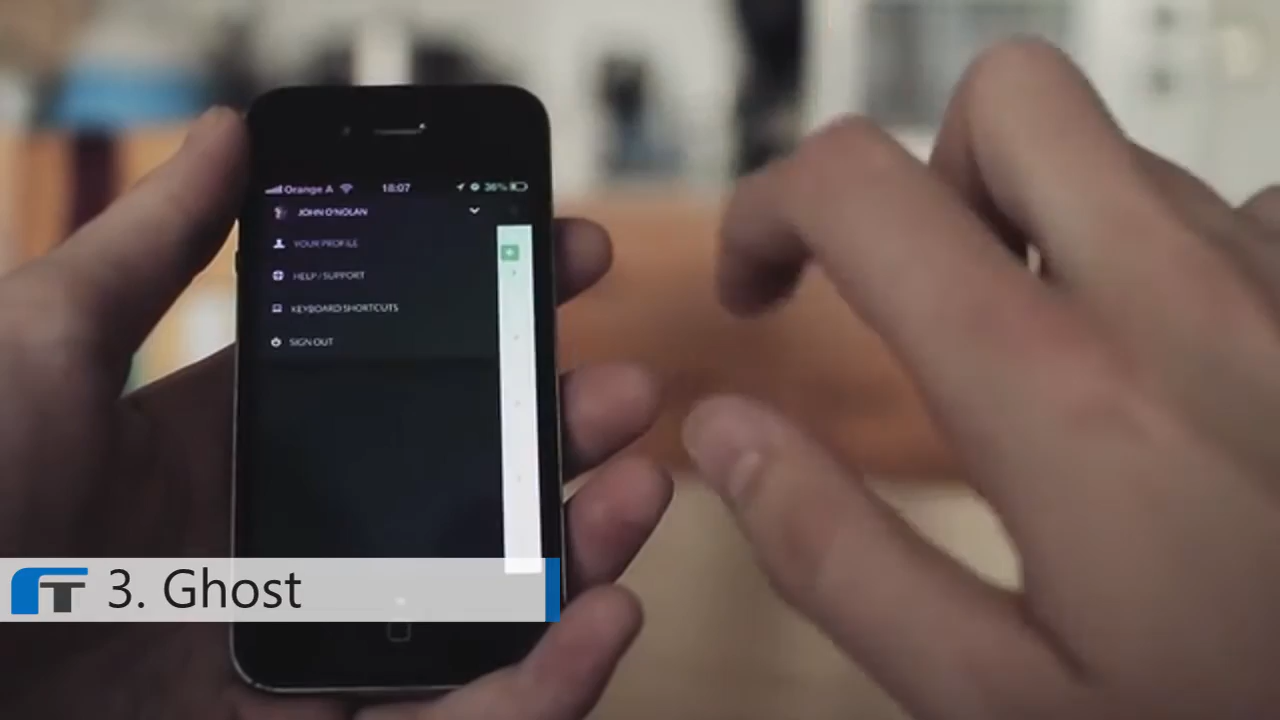 Orange A 18:07 36%
JOHN O'NOLAN
YOUR PROFILE
HELP / SUPPORT
KEYBOARD SHORTCUTS
SIGN OUT
3. Ghost